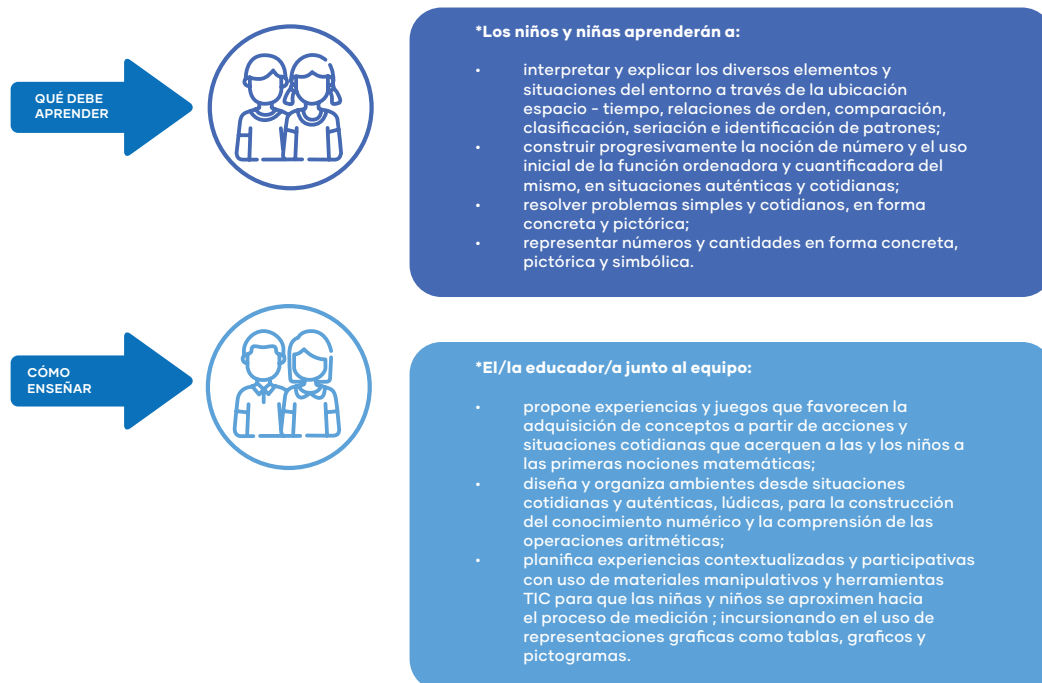 QUÉ DEBE
APRENDER
*Los niños y niñas aprenderán a:
• interpretar y explicar los diversos elementos y
situaciones del entorno a través de la ubicación
espacio - tiempo, relaciones de orden, comparación,
clasificación, seriación e identificación de patrones;
• construir progresivamente la noción de número y el uso
inicial de la función ordenadora y cuantificadora del
mismo, en situaciones auténticas y cotidianas;
• resolver problemas simples y cotidianos, en forma
concreta y pictórica;
• representar números y cantidades en forma concreta,
pictórica y simbólica.
CÓMO
ENSEÑAR
*El/la educador/a junto al equipo:
• propone experiencias y juegos que favorecen la
adquisición de conceptos a partir de acciones y
situaciones cotidianas que acerquen a las y los niños a
las primeras nociones matemáticas;
• diseña y organiza ambientes desde situaciones
cotidianas y auténticas, lúdicas, para la construcción
del conocimiento numérico y la comprensión de las
operaciones aritméticas;
• planifica experiencias contextualizadas y participativas
con uso de materiales manipulativos y herramientas
TIC para que las niñas y niños se aproximen hacia
el proceso de medición ; incursionando en el uso de
representaciones graficas como tablas, graficos y
pictogramas.